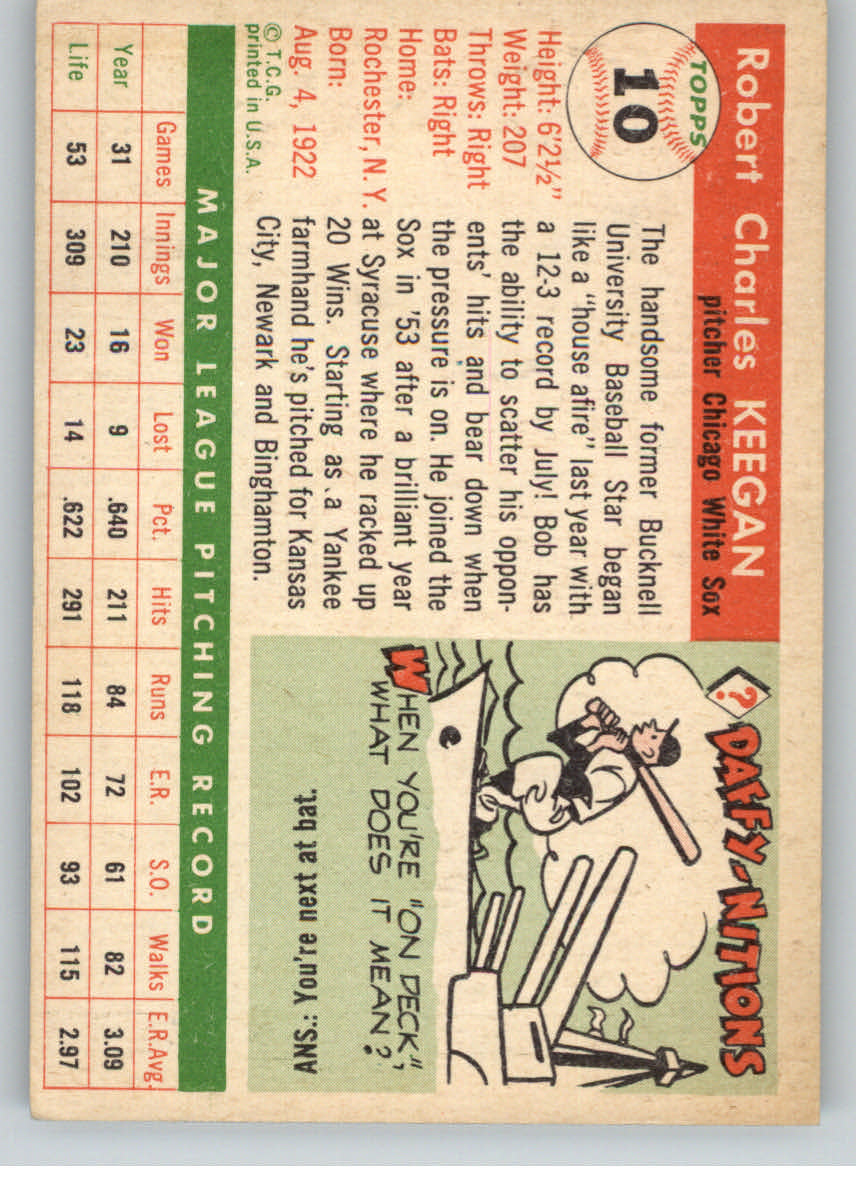 Robert Charles KEEGAN
pitcher Chicago White Sox
TOPPS
10
Height: 6'2½"
Weight: 207
Throws: Right
Bats: Right
Home:
Rochester, N. Y.
Born:
Aug. 4, 1922
© T.C.G.
printed in U.S.A.
The handsome former Bucknell
University Baseball Star began
like a "house afire" last year with
a 12-3 record by July! Bob has
the ability to scatter his oppon-
ents' hits and bear down when
the pressure is on. He joined the
Sox in '53 after a brilliant year
at Syracuse where he racked up
20 Wins. Starting as a Yankee
farmhand he's pitched for Kansas
City, Newark and Binghamton.
? DAFFY-NITIONS
WHEN YOU'RE "ON DECK",
WHAT DOES IT MEAN?
ANS.: You're next at bat.
MAJOR LEAGUE PITCHING RECORD
Games Innings Won Lost Pct. Hits Runs E.R. S.O. Walks E.R.Avg.
Year 31 210 16 9 .640 211 84 72 61 82 3.09
Life 53 309 23 14 .622 291 118 102 93 115 2.97